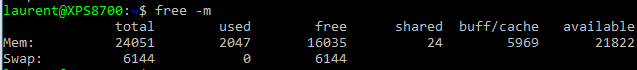 laurent@XPS8700:~$ free -m
              total        used        free      shared  buff/cache   available
Mem:          24051        2047       16035          24        5969       21822
Swap:          6144           0        6144